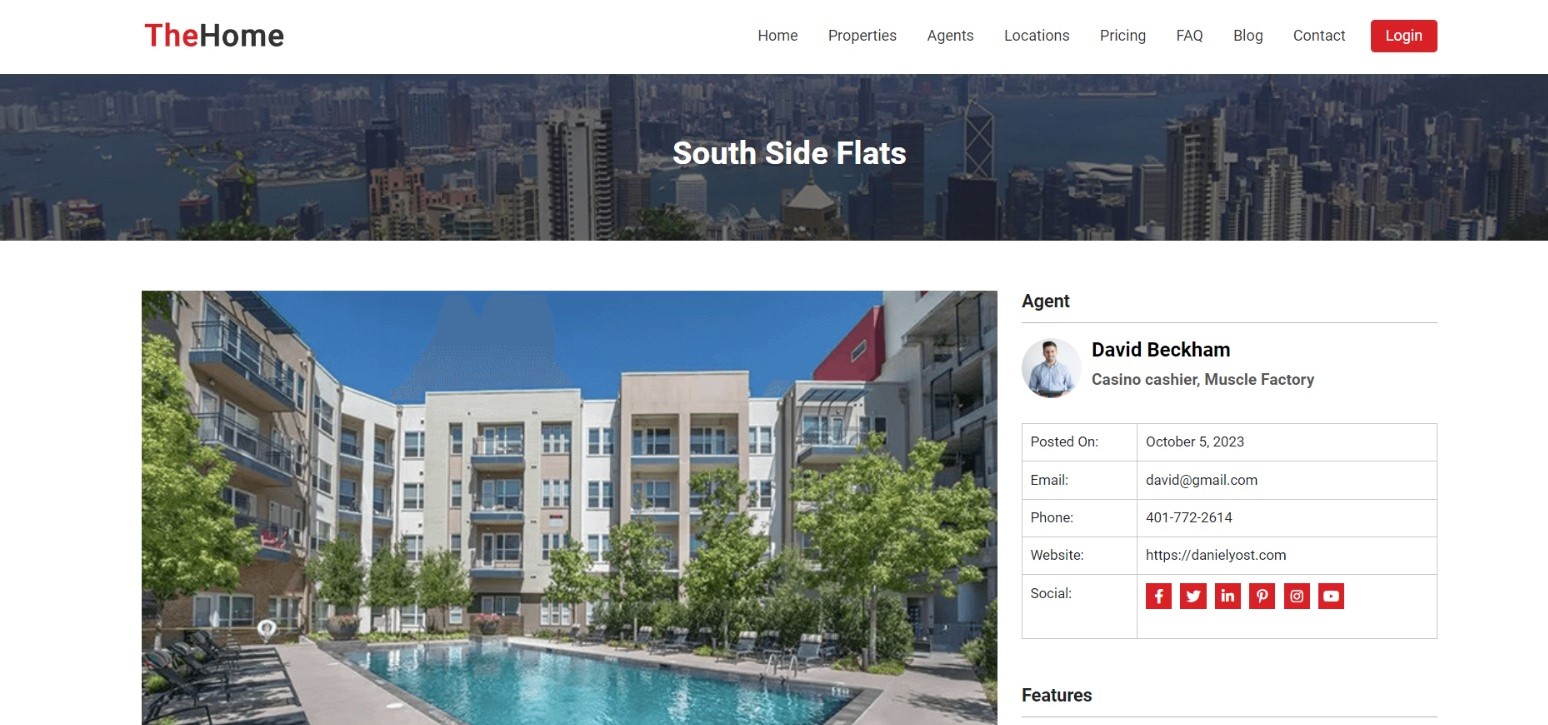 TheHome
Home Properties Agents Locations Pricing FAQ Blog Contact Login
South Side Flats
Agent
David Beckham
Casino cashier, Muscle Factory
Posted On: October 5, 2023
Email: david@gmail.com
Phone: 401-772-2614
Website: https://danielyost.com
Social:
Features